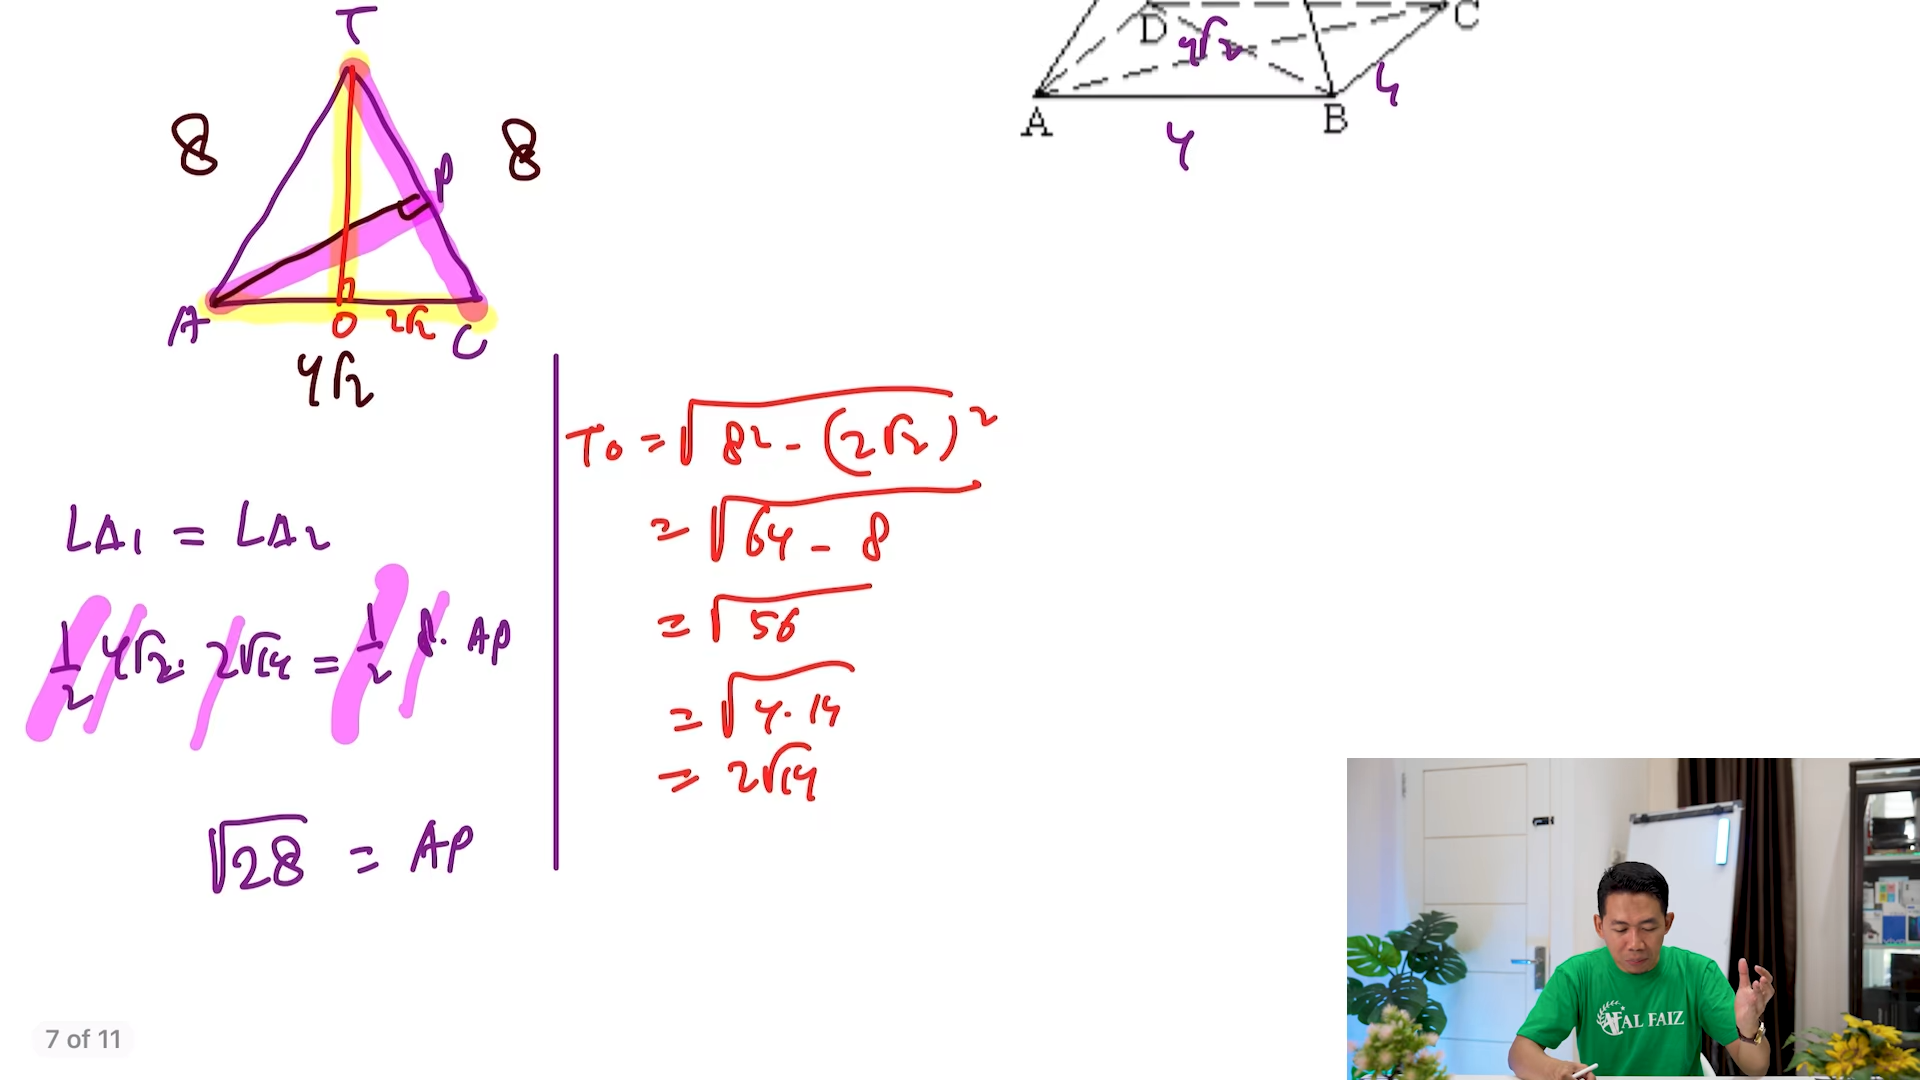 T
8 8
P
A O 2√2 C
4√2
D C
4√2
4
A B
4
TO = √8² - (2√2)²
= √64 - 8
= √56
= √4 . 14
= 2√14
L∆1 = L∆2
1/2 4√2 . 2√14 = 1/2 8 . AP
√28 = AP
7 of 11
AL FAIZ